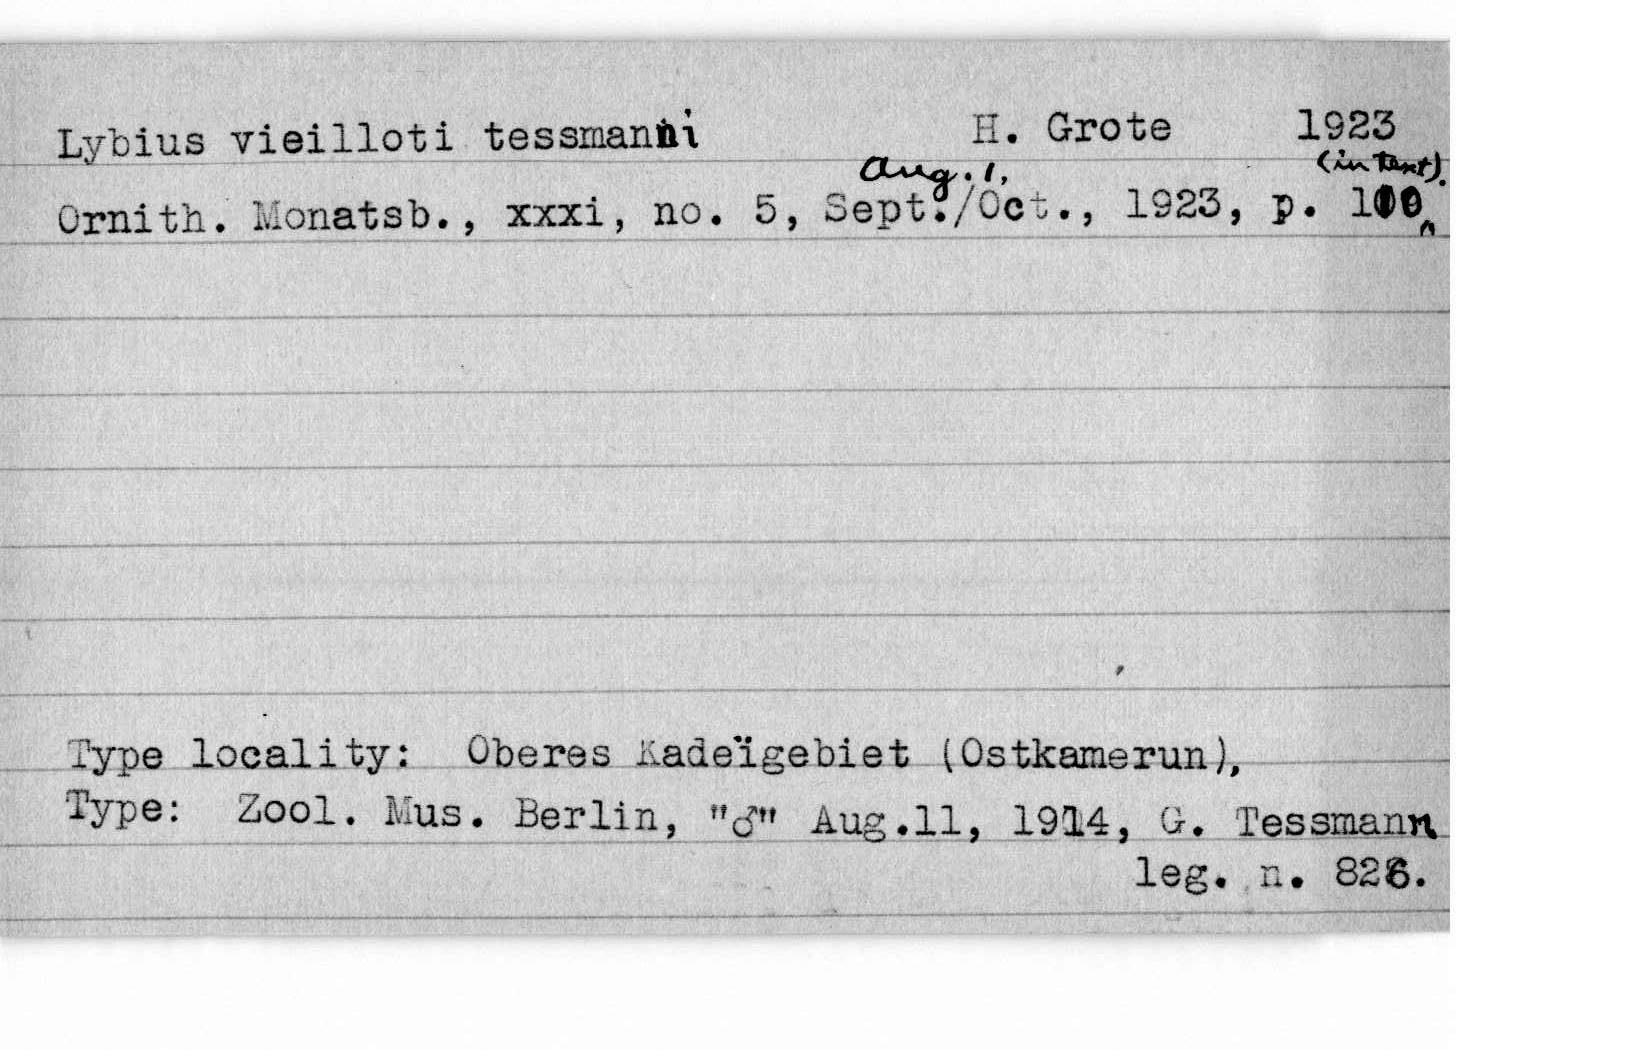 Lybius vieilloti tessmanni H. Grote 1923
Aug. 1, (in text).
Ornith. Monatsb., xxxi, no. 5, Sept./Oct., 1923, p. 100
Type locality: Oberes Kadeïgebiet (Ostkamerun),
Type: Zool. Mus. Berlin, "♂" Aug.11, 1914, G. Tessmann
leg. n. 826.